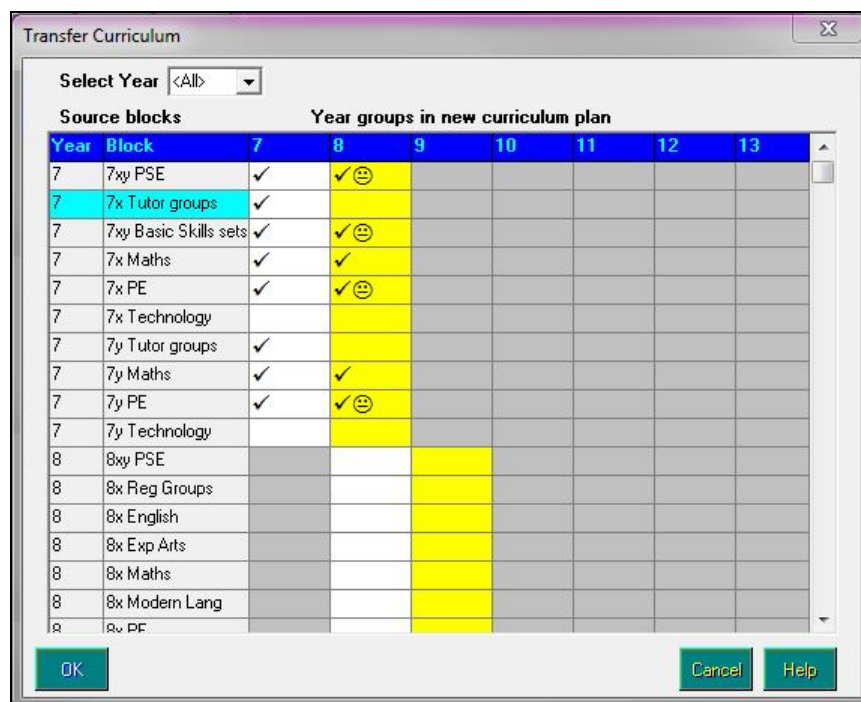 Transfer Curriculum
Select Year <All>
Source blocks Year groups in new curriculum plan
Year Block 7 8 9 10 11 12 13
7 7xy PSE ✓ ✓😐
7 7x Tutor groups ✓
7 7xy Basic Skills sets ✓ ✓😐
7 7x Maths ✓ ✓
7 7x PE ✓ ✓😐
7 7x Technology
7 7y Tutor groups ✓
7 7y Maths ✓ ✓
7 7y PE ✓ ✓😐
7 7y Technology
8 8xy PSE
8 8x Reg Groups
8 8x English
8 8x Exp Arts
8 8x Maths
8 8x Modern Lang
8 8x PE
OK Cancel Help